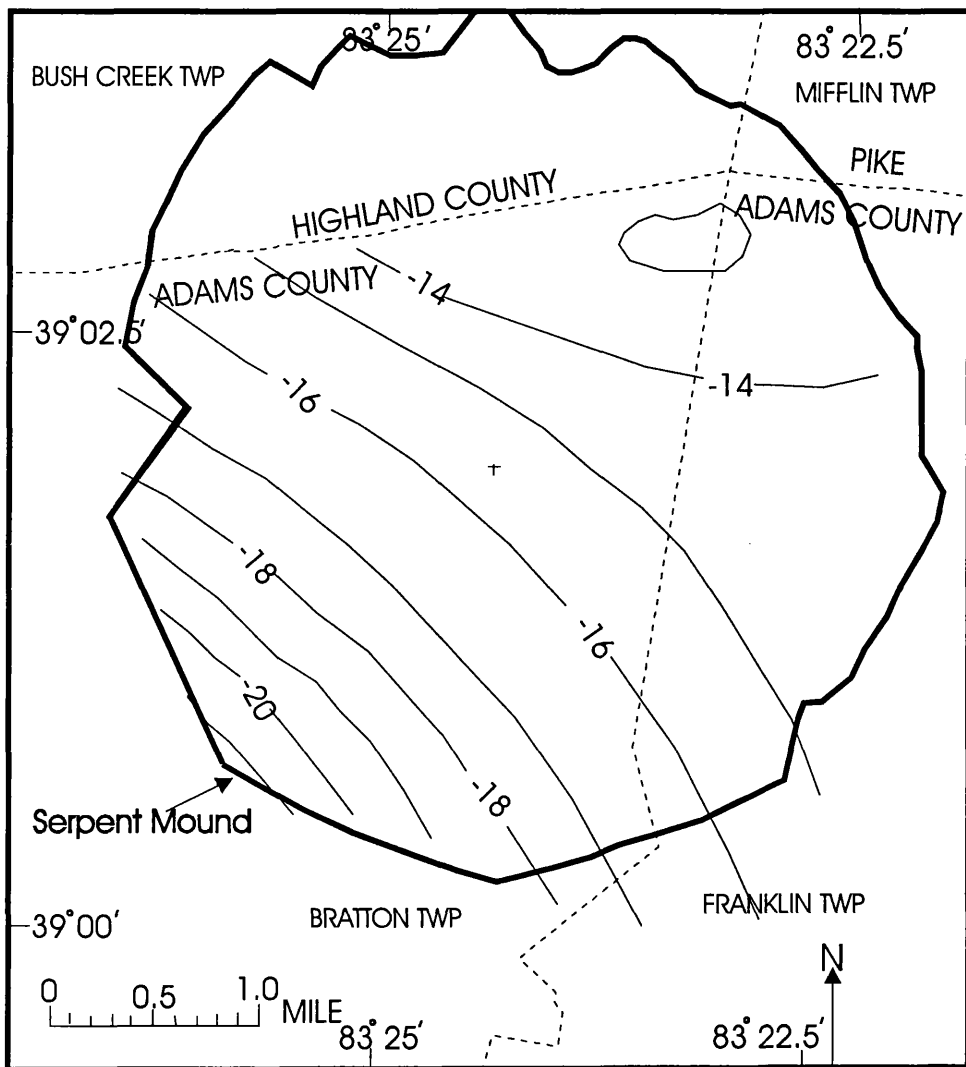 83°25'
83°22.5'
BUSH CREEK TWP
MIFFLIN TWP
PIKE
HIGHLAND COUNTY
ADAMS COUNTY
ADAMS COUNTY
-14
39°02.5'
-14
-16
-18
-16
-20
-18
Serpent Mound
FRANKLIN TWP
BRATTON TWP
39°00'
N
0 0.5 1.0 MILE
83°25'
83°22.5'